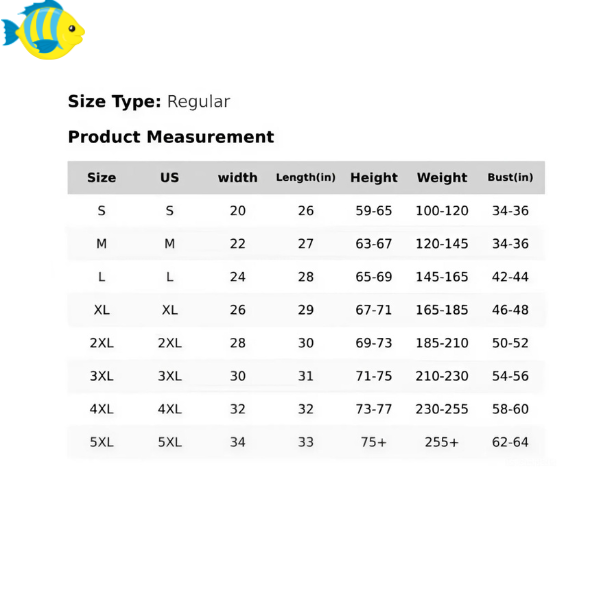 Size Type: Regular
Product Measurement
Size US width Length(in) Height Weight Bust(in)
S S 20 26 59-65 100-120 34-36
M M 22 27 63-67 120-145 34-36
L L 24 28 65-69 145-165 42-44
XL XL 26 29 67-71 165-185 46-48
2XL 2XL 28 30 69-73 185-210 50-52
3XL 3XL 30 31 71-75 210-230 54-56
4XL 4XL 32 32 73-77 230-255 58-60
5XL 5XL 34 33 75+ 255+ 62-64